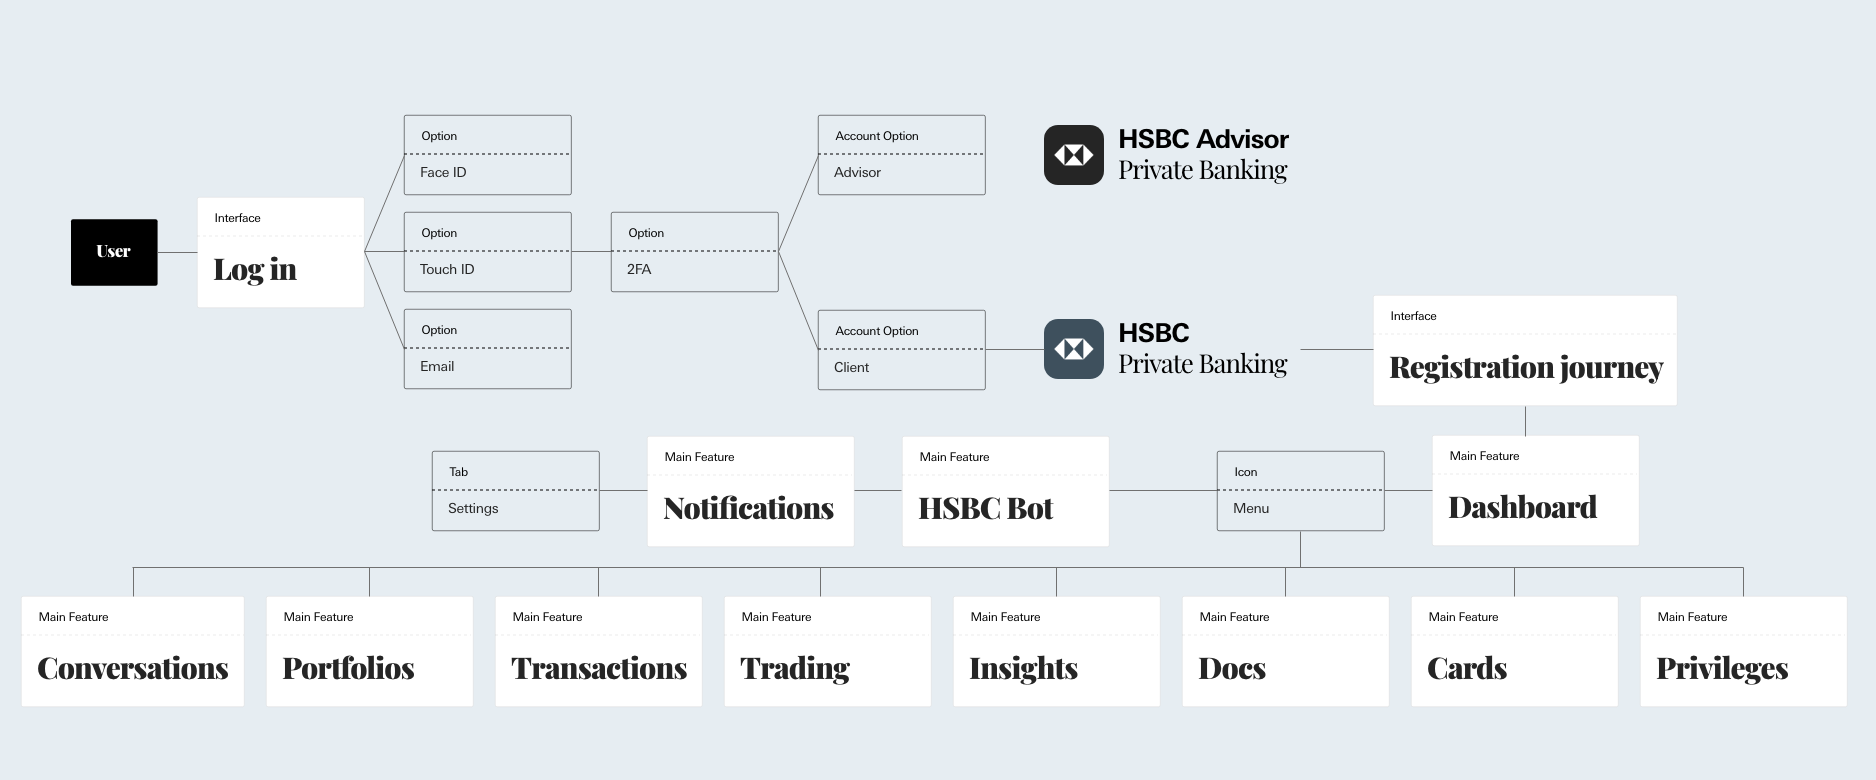 Option
Face ID
Account Option
Advisor
HSBC Advisor
Private Banking
User
Interface
Log in
Option
Touch ID
Option
2FA
Option
Email
Account Option
Client
HSBC
Private Banking
Interface
Registration journey
Tab
Settings
Main Feature
Notifications
Main Feature
HSBC Bot
Icon
Menu
Main Feature
Dashboard
Main Feature
Conversations
Main Feature
Portfolios
Main Feature
Transactions
Main Feature
Trading
Main Feature
Insights
Main Feature
Docs
Main Feature
Cards
Main Feature
Privileges